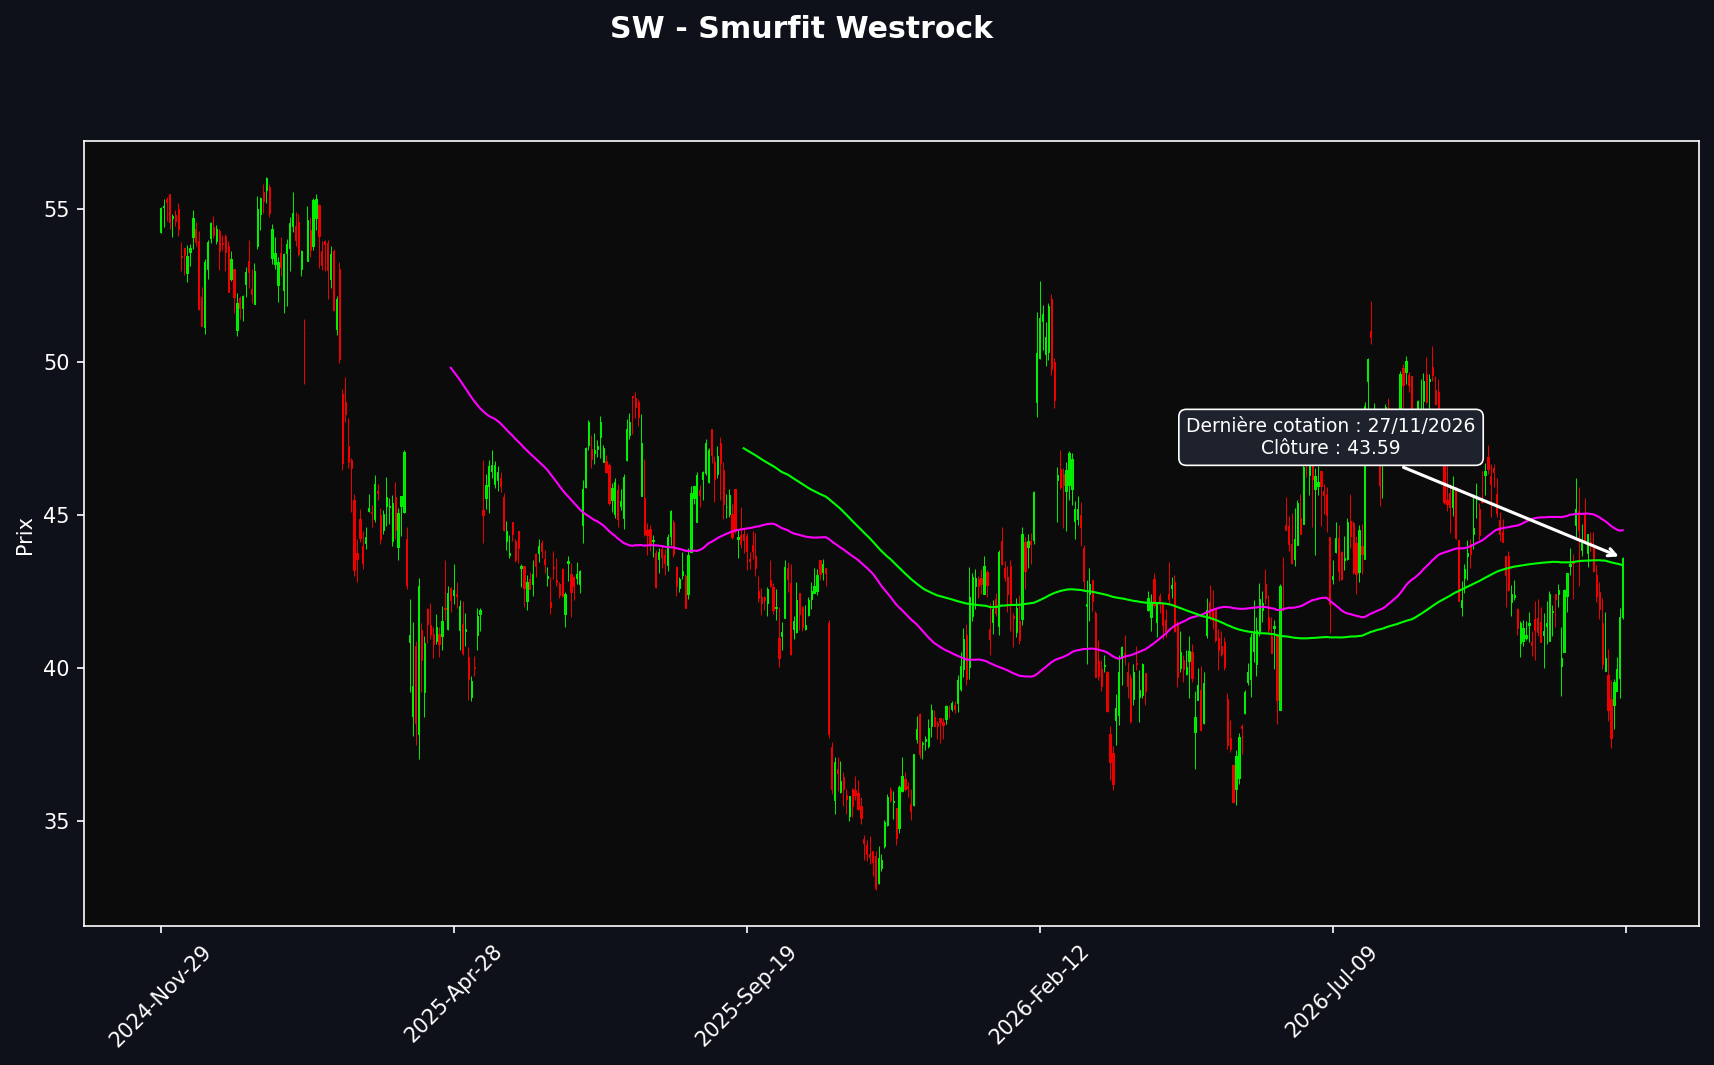 SW - Smurfit Westrock
Prix
55
50
45
40
35
Dernière cotation : 27/11/2026
Clôture : 43.59
2024-Nov-29
2025-Apr-28
2025-Sep-19
2026-Feb-12
2026-Jul-09